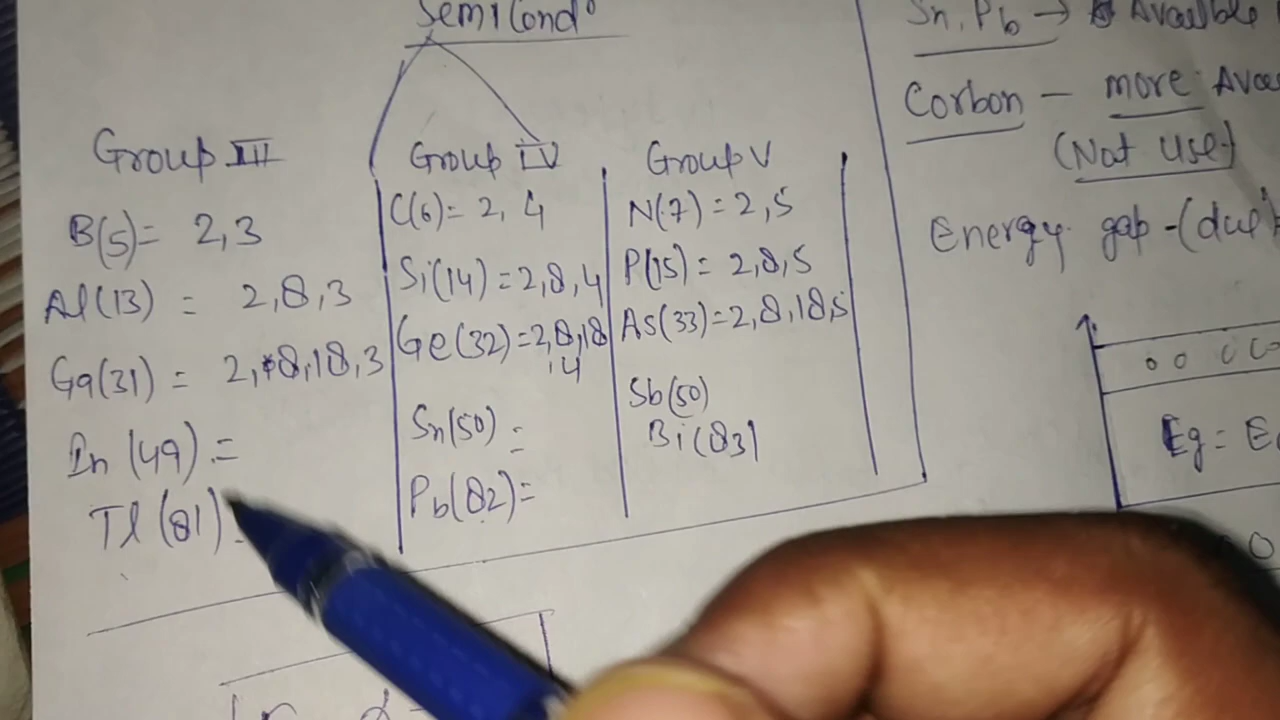 Semicond°
Group III
B(5)= 2,3
Al(13) = 2,8,3
Ga(31) = 2,8,18,3
In (49) =
Tl (81)
Group IV
C(6)= 2, 4
Si(14)=2,8,4
Ge(32)=2,8,18
,4
Sn(50) =
Pb(82)=
Group V
N(7)=2,5
P(15)= 2,8,5
As(33)=2,8,18,5
Sb(50)
Bi(83)
Sn, Pb →
Corbon - more
(Not use)
Energy gap -(due
Eg= E